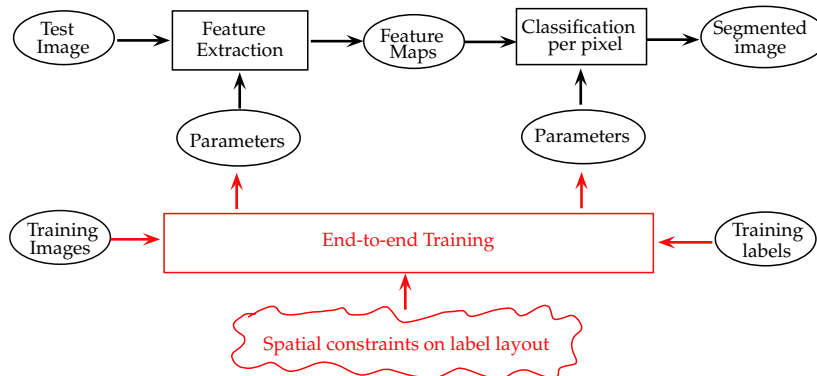 Test
Image
Feature
Extraction
Feature
Maps
Classification
per pixel
Segmented
image
Parameters
Parameters
Training
Images
End-to-end Training
Training
labels
Spatial constraints on label layout